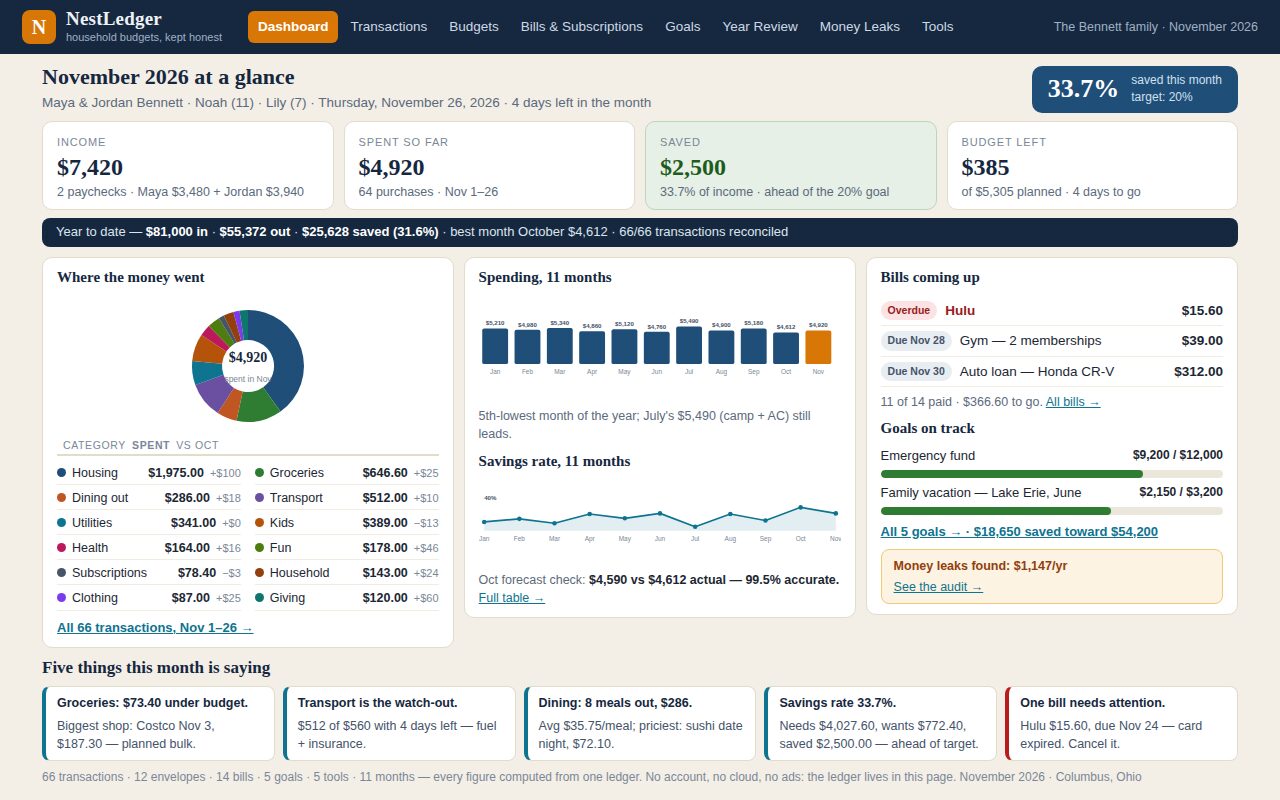 N
NestLedger
household budgets, kept honest
Dashboard
Transactions
Budgets
Bills & Subscriptions
Goals
Year Review
Money Leaks
Tools
The Bennett family · November 2026
November 2026 at a glance
Maya & Jordan Bennett · Noah (11) · Lily (7) · Thursday, November 26, 2026 · 4 days left in the month
33.7%
saved this month
target: 20%
INCOME
$7,420
2 paychecks · Maya $3,480 + Jordan $3,940
SPENT SO FAR
$4,920
64 purchases · Nov 1–26
SAVED
$2,500
33.7% of income · ahead of the 20% goal
BUDGET LEFT
$385
of $5,305 planned · 4 days to go
Year to date — $81,000 in · $55,372 out · $25,628 saved (31.6%) · best month October $4,612 · 66/66 transactions reconciled
Where the money went
$4,920
spent in Nov
CATEGORY SPENT VS OCT
Housing $1,975.00 +$100
Groceries $646.60 +$25
Dining out $286.00 +$18
Transport $512.00 +$10
Utilities $341.00 +$0
Kids $389.00 −$13
Health $164.00 +$16
Fun $178.00 +$46
Subscriptions $78.40 −$3
Household $143.00 +$24
Clothing $87.00 +$25
Giving $120.00 +$60
All 66 transactions, Nov 1–26 →
Spending, 11 months
$5,210 $4,980 $5,340 $4,860 $5,120 $4,760 $5,490 $4,900 $5,180 $4,612 $4,920
Jan Feb Mar Apr May Jun Jul Aug Sep Oct Nov
5th-lowest month of the year; July's $5,490 (camp + AC) still
leads.
Savings rate, 11 months
40%
Jan Feb Mar Apr May Jun Jul Aug Sep Oct Nov
Oct forecast check: $4,590 vs $4,612 actual — 99.5% accurate.
Full table →
Bills coming up
Overdue Hulu $15.60
Due Nov 28 Gym — 2 memberships $39.00
Due Nov 30 Auto loan — Honda CR-V $312.00
11 of 14 paid · $366.60 to go. All bills →
Goals on track
Emergency fund $9,200 / $12,000
Family vacation — Lake Erie, June $2,150 / $3,200
All 5 goals → · $18,650 saved toward $54,200
Money leaks found: $1,147/yr
See the audit →
Five things this month is saying
Groceries: $73.40 under budget.
Biggest shop: Costco Nov 3,
$187.30 — planned bulk.
Transport is the watch-out.
$512 of $560 with 4 days left — fuel
+ insurance.
Dining: 8 meals out, $286.
Avg $35.75/meal; priciest: sushi date
night, $72.10.
Savings rate 33.7%.
Needs $4,027.60, wants $772.40,
saved $2,500.00 — ahead of target.
One bill needs attention.
Hulu $15.60, due Nov 24 — card
expired. Cancel it.
66 transactions · 12 envelopes · 14 bills · 5 goals · 5 tools · 11 months — every figure computed from one ledger. No account, no cloud, no ads: the ledger lives in this page. November 2026 · Columbus, Ohio